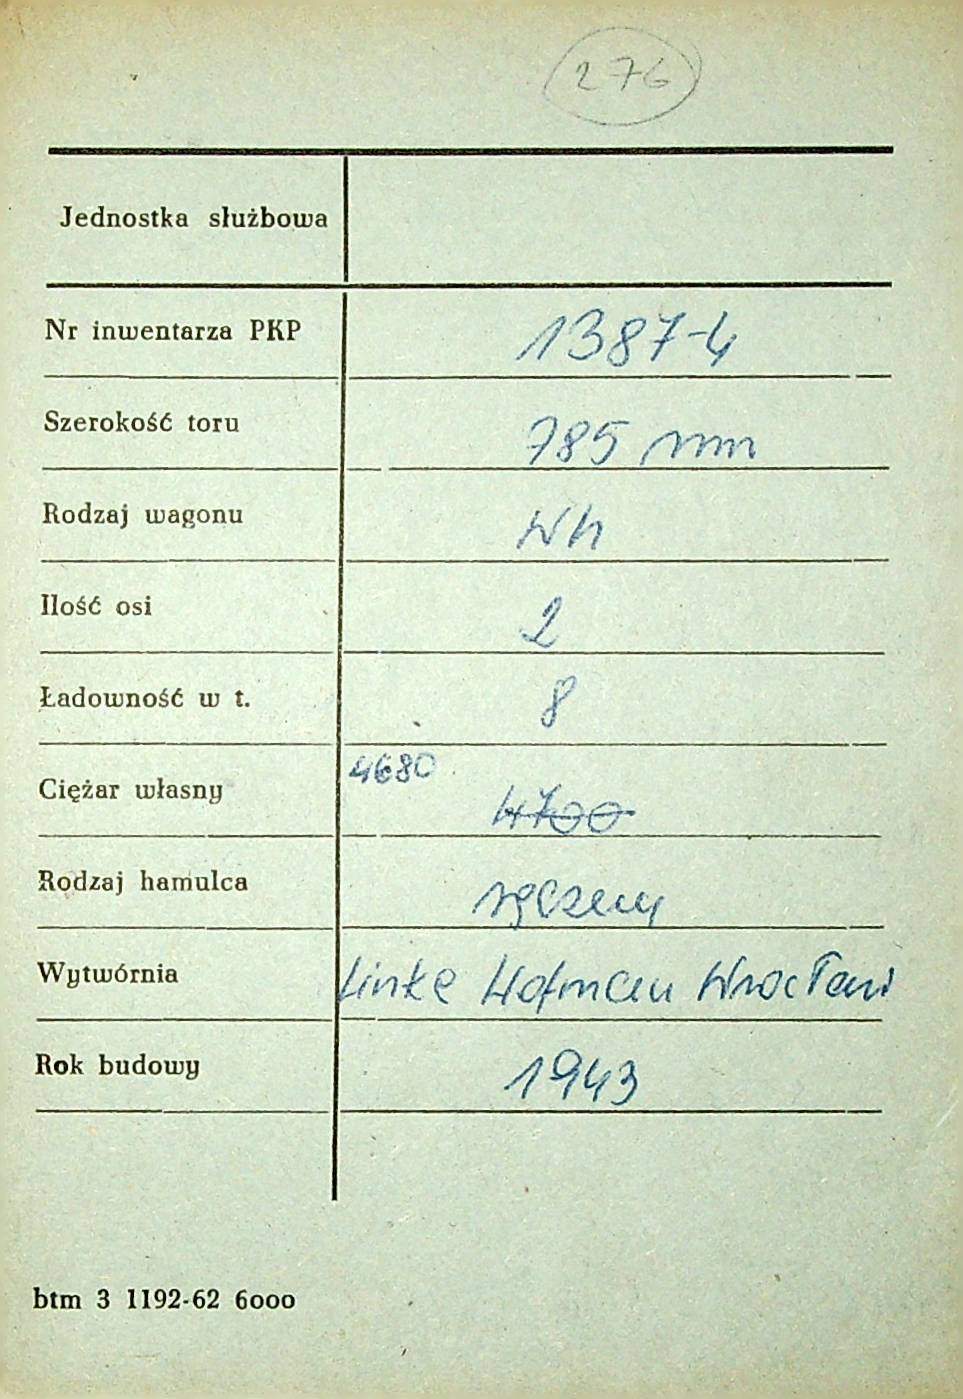 276
Jednostka służbowa
Nr inwentarza PKP 1387-4
Szerokość toru 785 mm
Rodzaj wagonu Wh
Ilość osi 2
Ładowność w t. 8
Ciężar własny 4680 4700
Rodzaj hamulca ręczny
Wytwórnia Linke Hofman Wrocław
Rok budowy 1943
btm 3 1192-62 6000